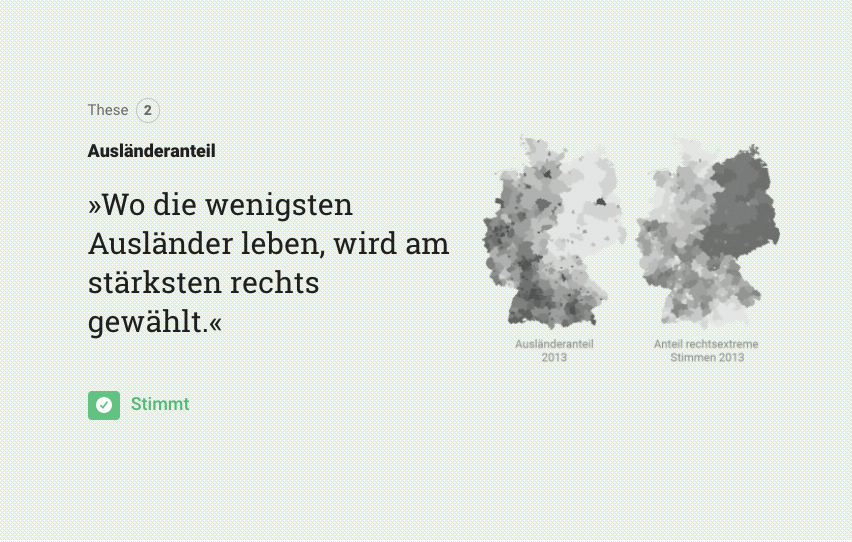 These 2
Ausländeranteil
»Wo die wenigsten
Ausländer leben, wird am
stärksten rechts
gewählt.«
Stimmt
Ausländeranteil
2013
Anteil rechtsextreme
Stimmen 2013